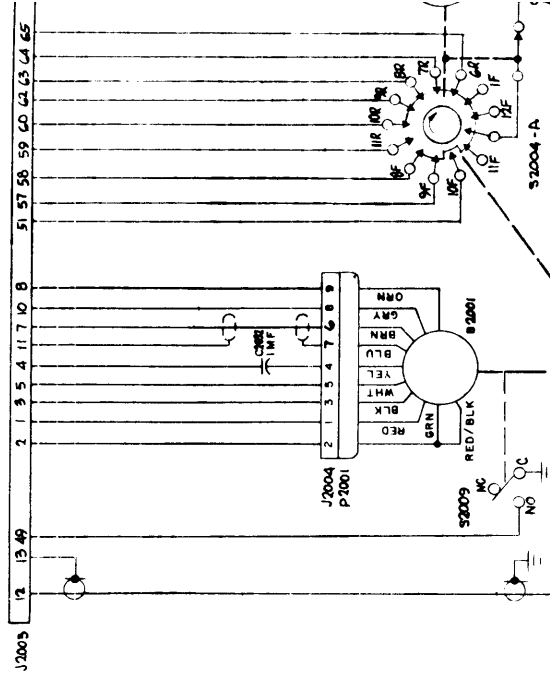 J2003
12
13
49
2
1
3
5
4
11
7
10
8
51
57
58
59
60
62
63
64
65
J2004
P2001
2
1
3
5
4
7
6
8
9
C2002
1MF
RED
BLK
WHT
YEL
BLU
BRN
GRY
ORN
GRN
RED/BLK
B2001
S2009
NC
C
NO
S2004-A
10F
9F
8F
11R
10R
9R
8R
7R
6R
1F
12F
11F